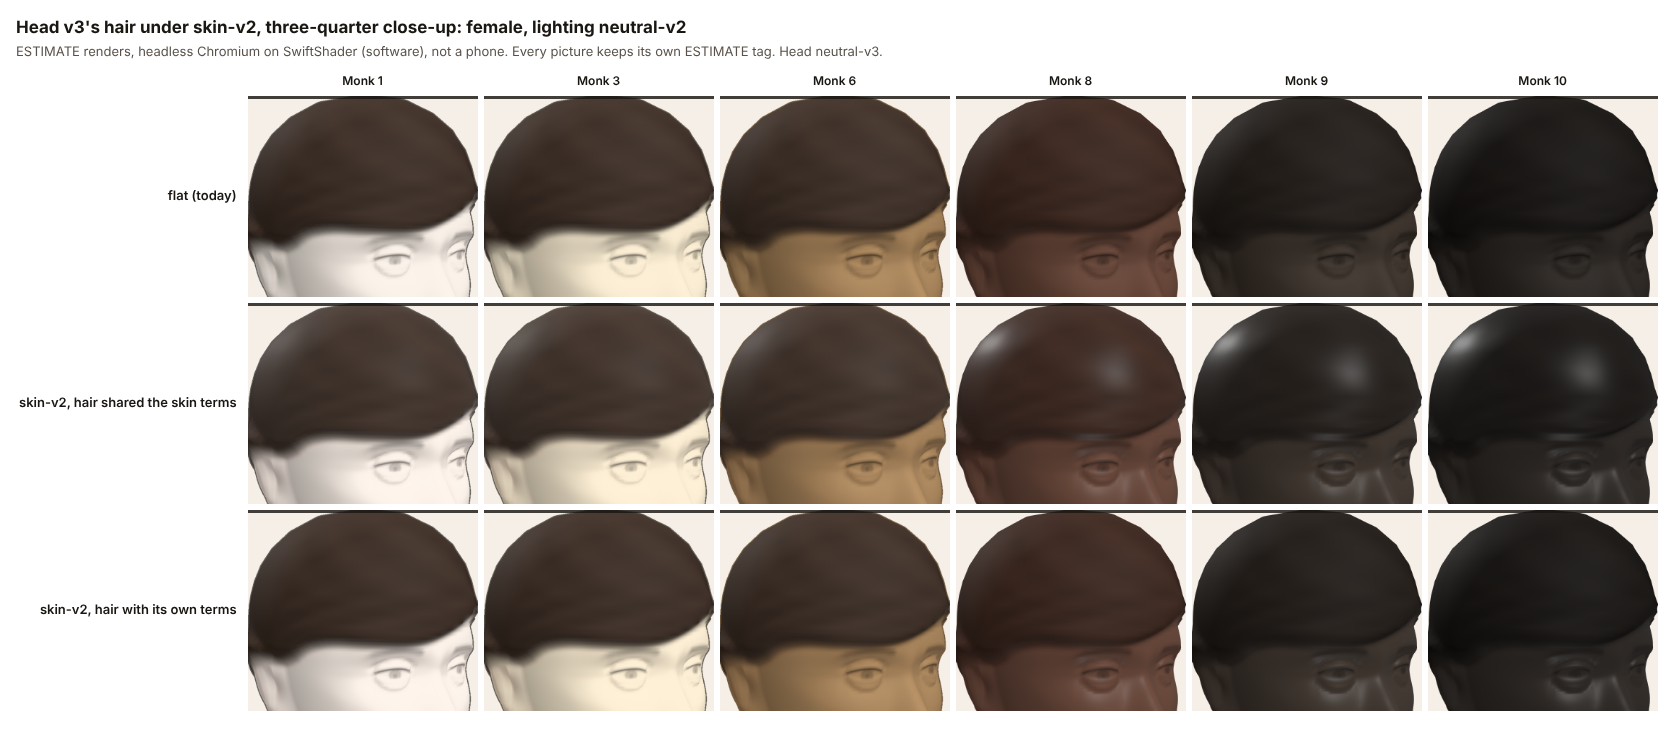 Head v3's hair under skin-v2, three-quarter close-up: female, lighting neutral-v2
ESTIMATE renders, headless Chromium on SwiftShader (software), not a phone. Every picture keeps its own ESTIMATE tag. Head neutral-v3.
Monk 1 Monk 3 Monk 6 Monk 8 Monk 9 Monk 10
flat (today)
skin-v2, hair shared the skin terms
skin-v2, hair with its own terms